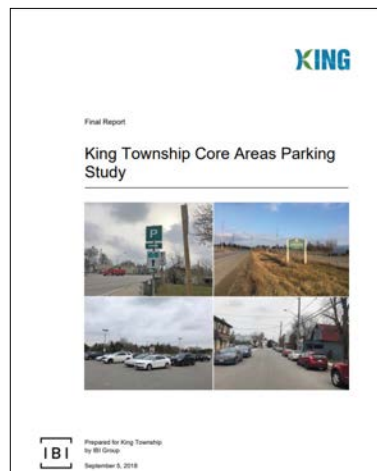 KING
Final Report
King Township Core Areas Parking
Study
P
IBI
Prepared for King Township
by IBI Group
September 5, 2018